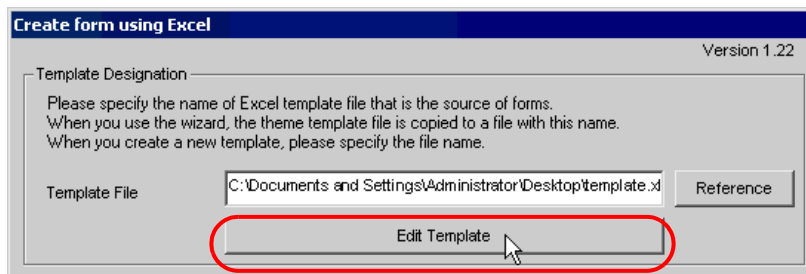 Create form using Excel
Version 1.22
Template Designation
Please specify the name of Excel template file that is the source of forms.
When you use the wizard, the theme template file is copied to a file with this name.
When you create a new template, please specify the file name.
Template File
C:\Documents and Settings\Administrator\Desktop\template.xl
Reference
Edit Template